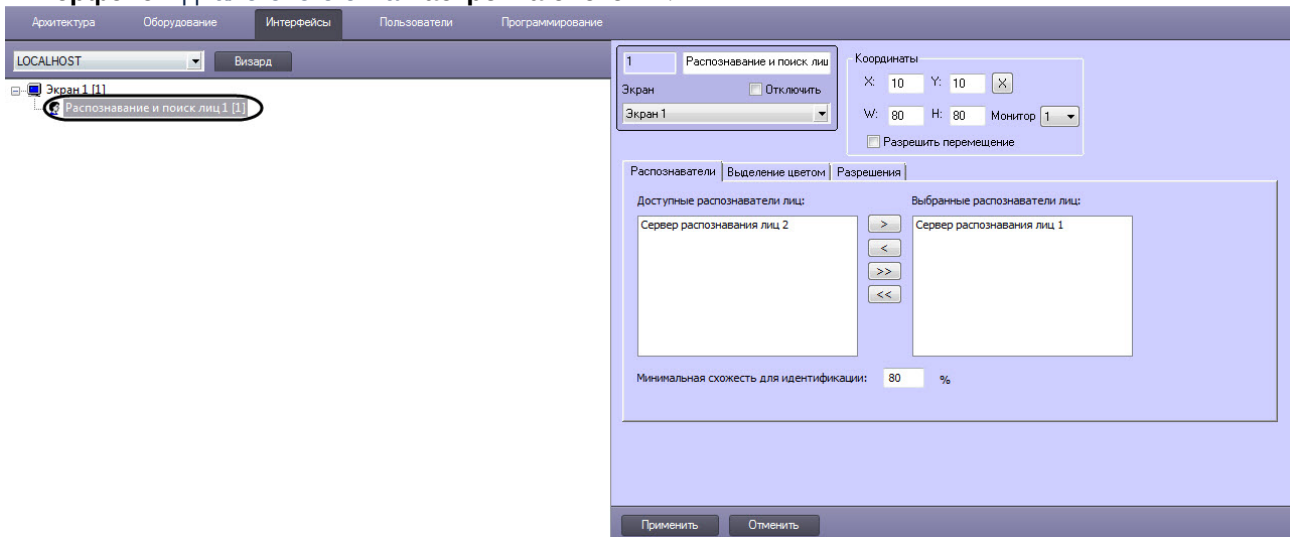 Архитектура Оборудование Интерфейсы Пользователи Программирование
LOCALHOST Визард
Экран 1 [1]
Распознавание и поиск лиц 1 [1]
1 Распознавание и поиск лиц
Экран Отключить
Экран 1
Координаты
X: 10 Y: 10 X
W: 80 H: 80 Монитор 1
Разрешить перемещение
Распознаватели Выделение цветом Разрешения
Доступные распознаватели лиц: Выбранные распознаватели лиц:
Сервер распознавания лиц 2 > Сервер распознавания лиц 1
<
>>
<<
Минимальная схожесть для идентификации: 80 %
Применить Отменить